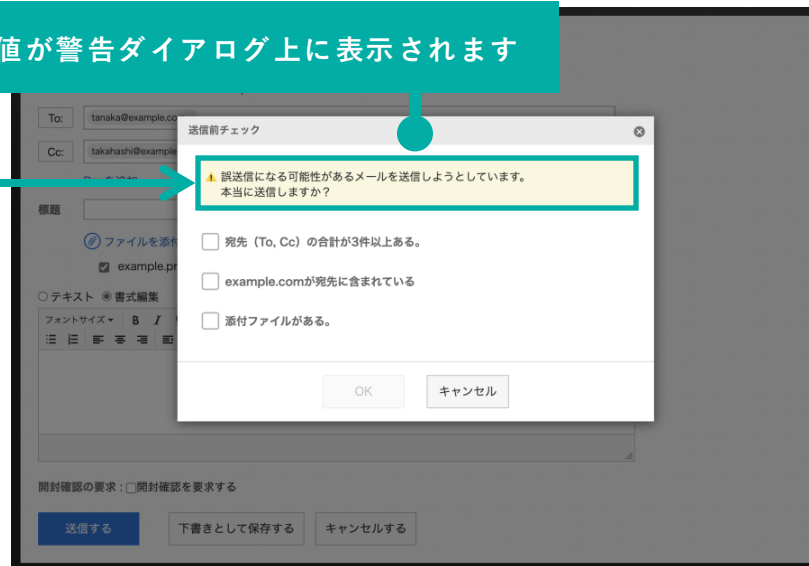 値が警告ダイアログ上に表示されます
To:
tanaka@example.co
送信前チェック
Cc:
takahashi@example
誤送信になる可能性があるメールを送信しようとしています。
本当に送信しますか？
標題
ファイルを添付
宛先（To, Cc）の合計が3件以上ある。
example.pr
example.comが宛先に含まれている
テキスト 書式編集
添付ファイルがある。
フォントサイズ B I
OK キャンセル
開封確認の要求 : 開封確認を要求する
送信する 下書きとして保存する キャンセルする